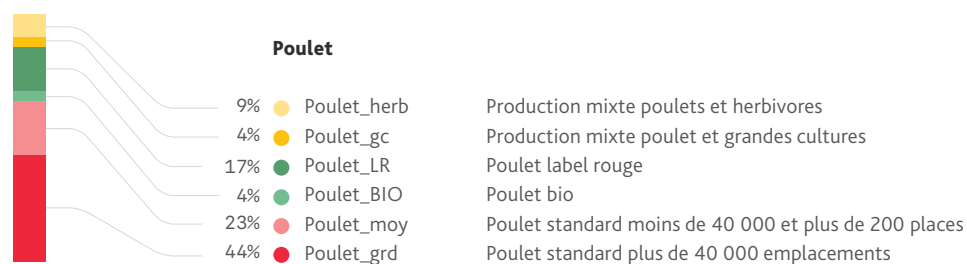 Poulet
9% Poulet_herb Production mixte poulets et herbivores
4% Poulet_gc Production mixte poulet et grandes cultures
17% Poulet_LR Poulet label rouge
4% Poulet_BIO Poulet bio
23% Poulet_moy Poulet standard moins de 40 000 et plus de 200 places
44% Poulet_grd Poulet standard plus de 40 000 emplacements